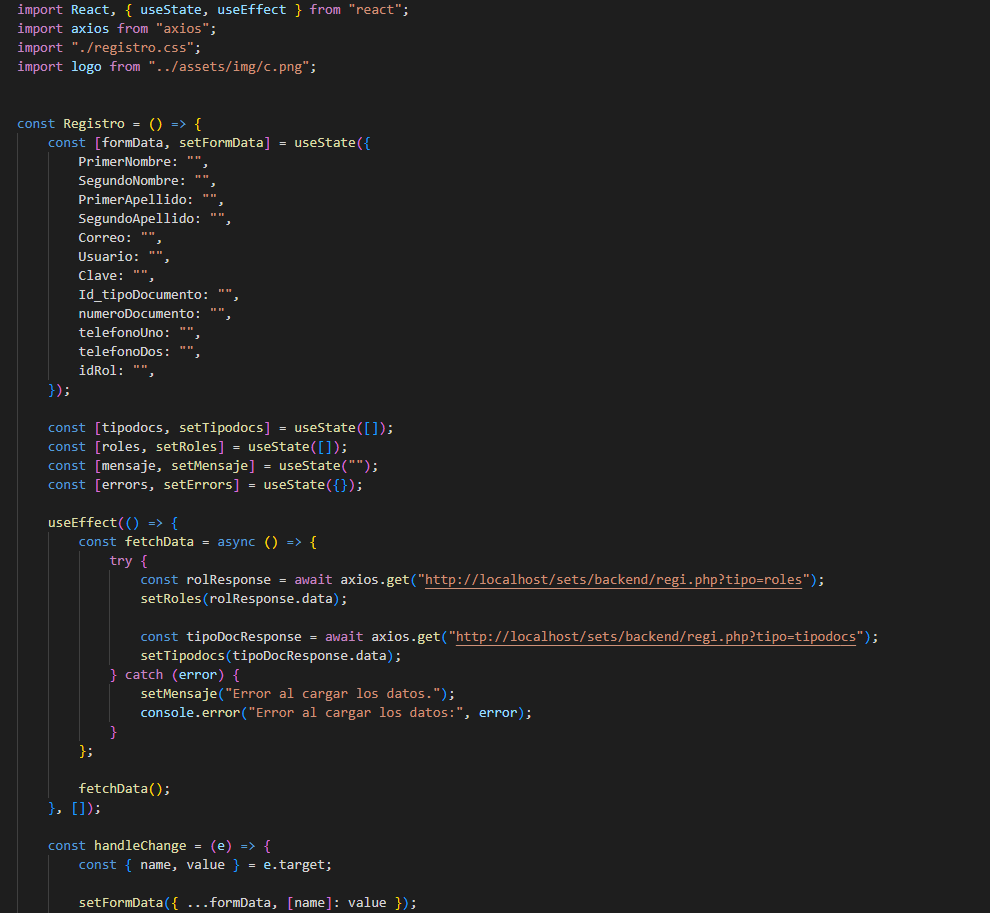 import React, { useState, useEffect } from "react";
import axios from "axios";
import "./registro.css";
import logo from "../assets/img/c.png";
const Registro = () => {
const [formData, setFormData] = useState({
PrimerNombre: "",
SegundoNombre: "",
PrimerApellido: "",
SegundoApellido: "",
Correo: "",
Usuario: "",
Clave: "",
Id_tipoDocumento: "",
numeroDocumento: "",
telefonoUno: "",
telefonoDos: "",
idRol: "",
});
const [tipodocs, setTipodocs] = useState([]);
const [roles, setRoles] = useState([]);
const [mensaje, setMensaje] = useState("");
const [errors, setErrors] = useState({});
useEffect(() => {
const fetchData = async () => {
try {
const rolResponse = await axios.get("http://localhost/sets/backend/regi.php?tipo=roles");
setRoles(rolResponse.data);
const tipoDocResponse = await axios.get("http://localhost/sets/backend/regi.php?tipo=tipodocs");
setTipodocs(tipoDocResponse.data);
} catch (error) {
setMensaje("Error al cargar los datos.");
console.error("Error al cargar los datos:", error);
}
};
fetchData();
}, []);
const handleChange = (e) => {
const { name, value } = e.target;
setFormData({ ...formData, [name]: value });